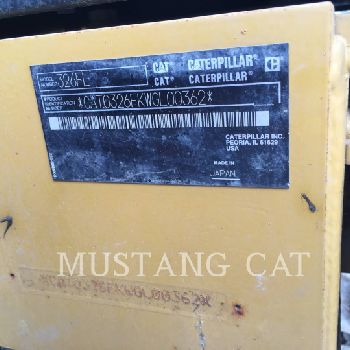 MODEL NUMBER 326FL CAT CATERPILLAR
CAT® CATERPILLAR®
PRODUCT IDENTIFICATION NUMBER *CAT0326FKWGL00362*
CATERPILLAR INC.
PEORIA, IL 61629
USA
MADE IN
JAPAN
MUSTANG CAT
*CAT0326FKWGL00362*